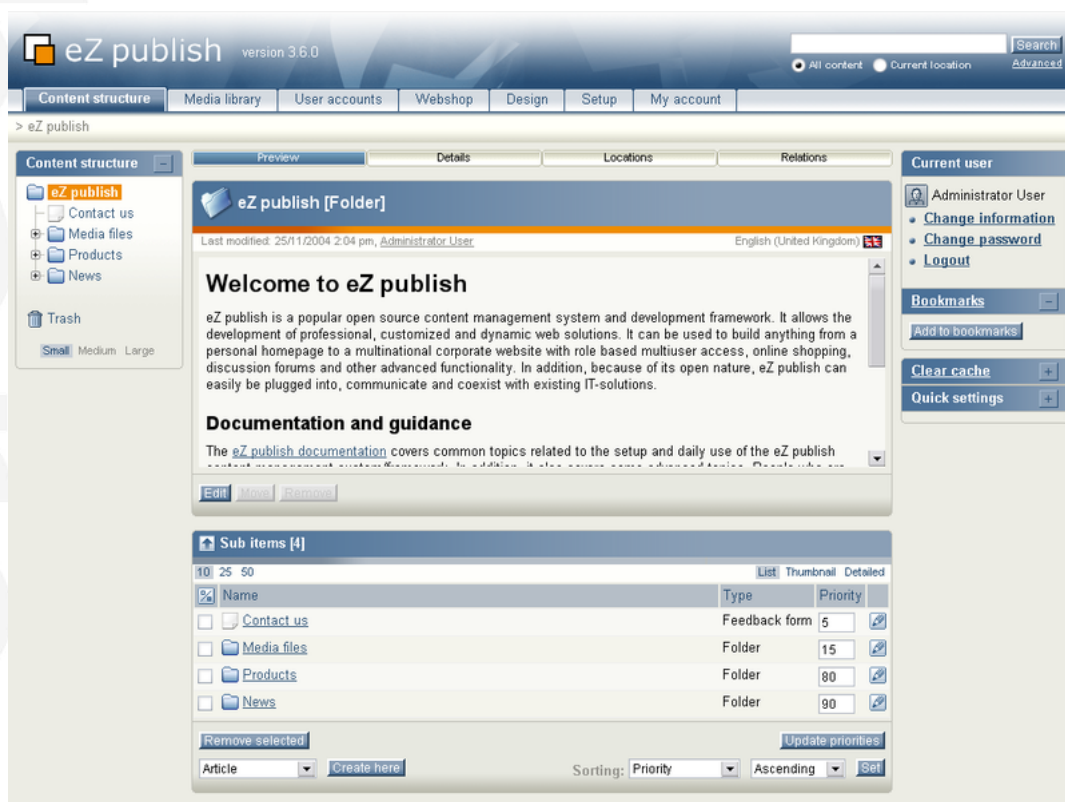 eZ publish version 3.6.0
Search
All content Current location Advanced
Content structure Media library User accounts Webshop Design Setup My account
> eZ publish
Content structure
eZ publish
Contact us
Media files
Products
News
Trash
Small Medium Large
Preview Details Locations Relations
eZ publish [Folder]
Last modified: 25/11/2004 2:04 pm, Administrator User English (United Kingdom)
Welcome to eZ publish
eZ publish is a popular open source content management system and development framework. It allows the
development of professional, customized and dynamic web solutions. It can be used to build anything from a
personal homepage to a multinational corporate website with role based multiuser access, online shopping,
discussion forums and other advanced functionality. In addition, because of its open nature, eZ publish can
easily be plugged into, communicate and coexist with existing IT-solutions.
Documentation and guidance
The eZ publish documentation covers common topics related to the setup and daily use of the eZ publish
Edit Move Remove
Sub items [4]
10 25 50 List Thumbnail Detailed
Name Type Priority
Contact us Feedback form 5
Media files Folder 15
Products Folder 80
News Folder 90
Remove selected Update priorities
Article Create here Sorting: Priority Ascending Set
Current user
Administrator User
Change information
Change password
Logout
Bookmarks
Add to bookmarks
Clear cache
Quick settings